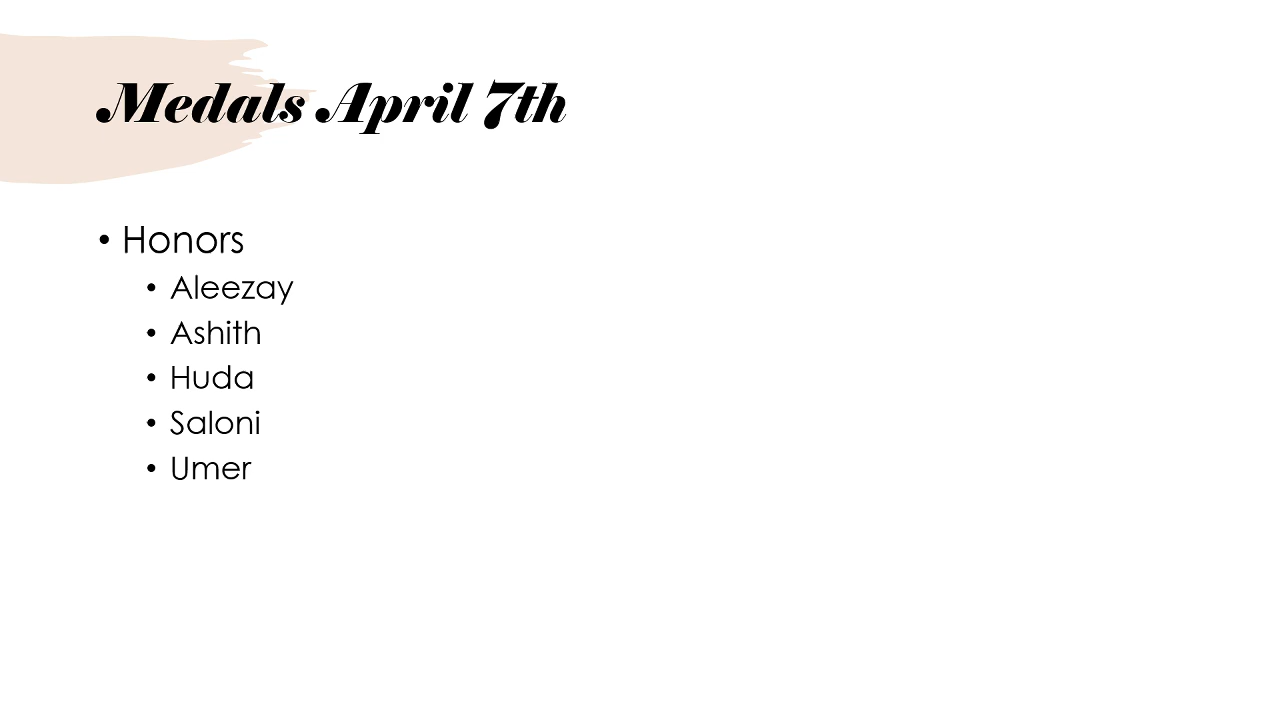 Medals April 7th
• Honors
• Aleezay
• Ashith
• Huda
• Saloni
• Umer